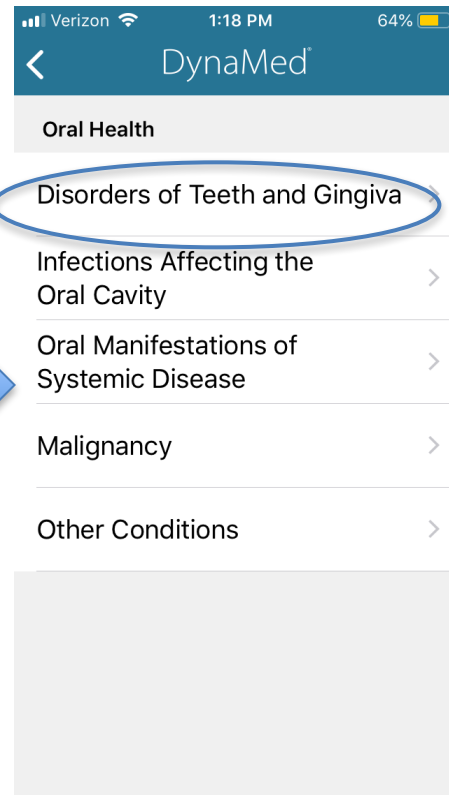 Verizon 1:18 PM 64%
DynaMed®
Oral Health
Disorders of Teeth and Gingiva
Infections Affecting the
Oral Cavity
Oral Manifestations of
Systemic Disease
Malignancy
Other Conditions